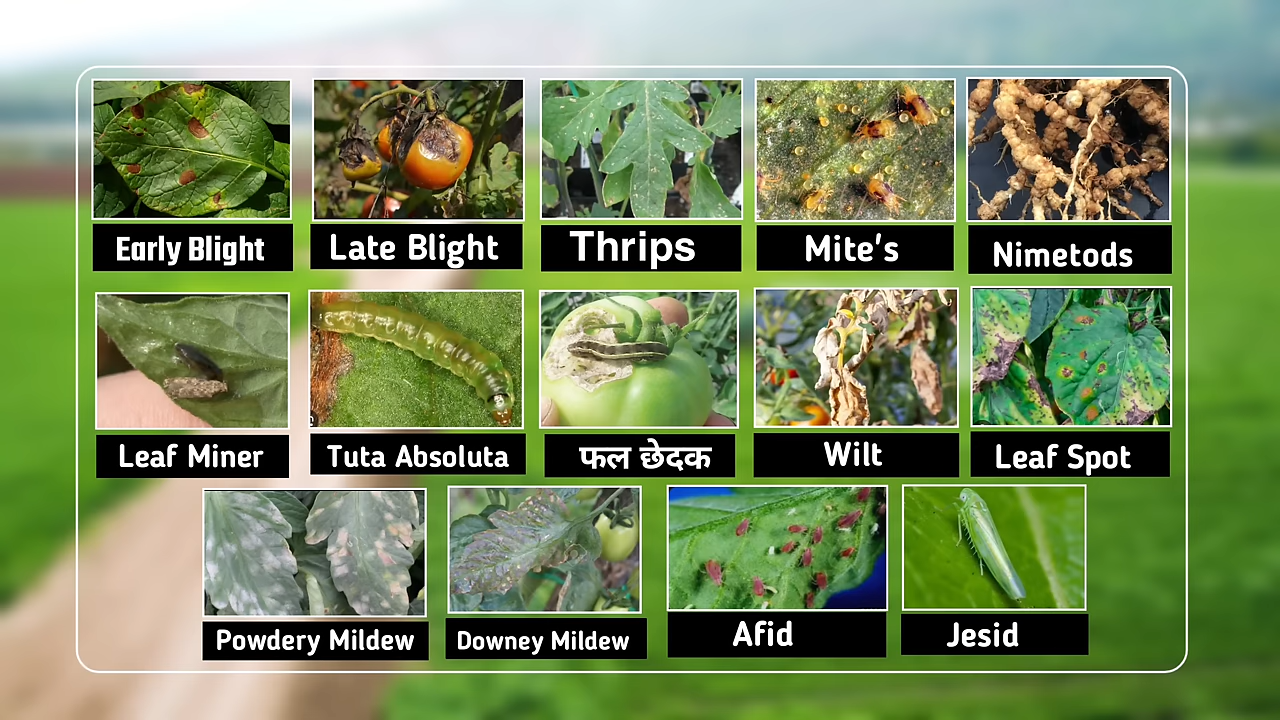 Early Blight
Late Blight
Thrips
Mite's
Nimetods
Leaf Miner
Tuta Absoluta
फल छेदक
Wilt
Leaf Spot
Powdery Mildew
Downey Mildew
Afid
Jesid